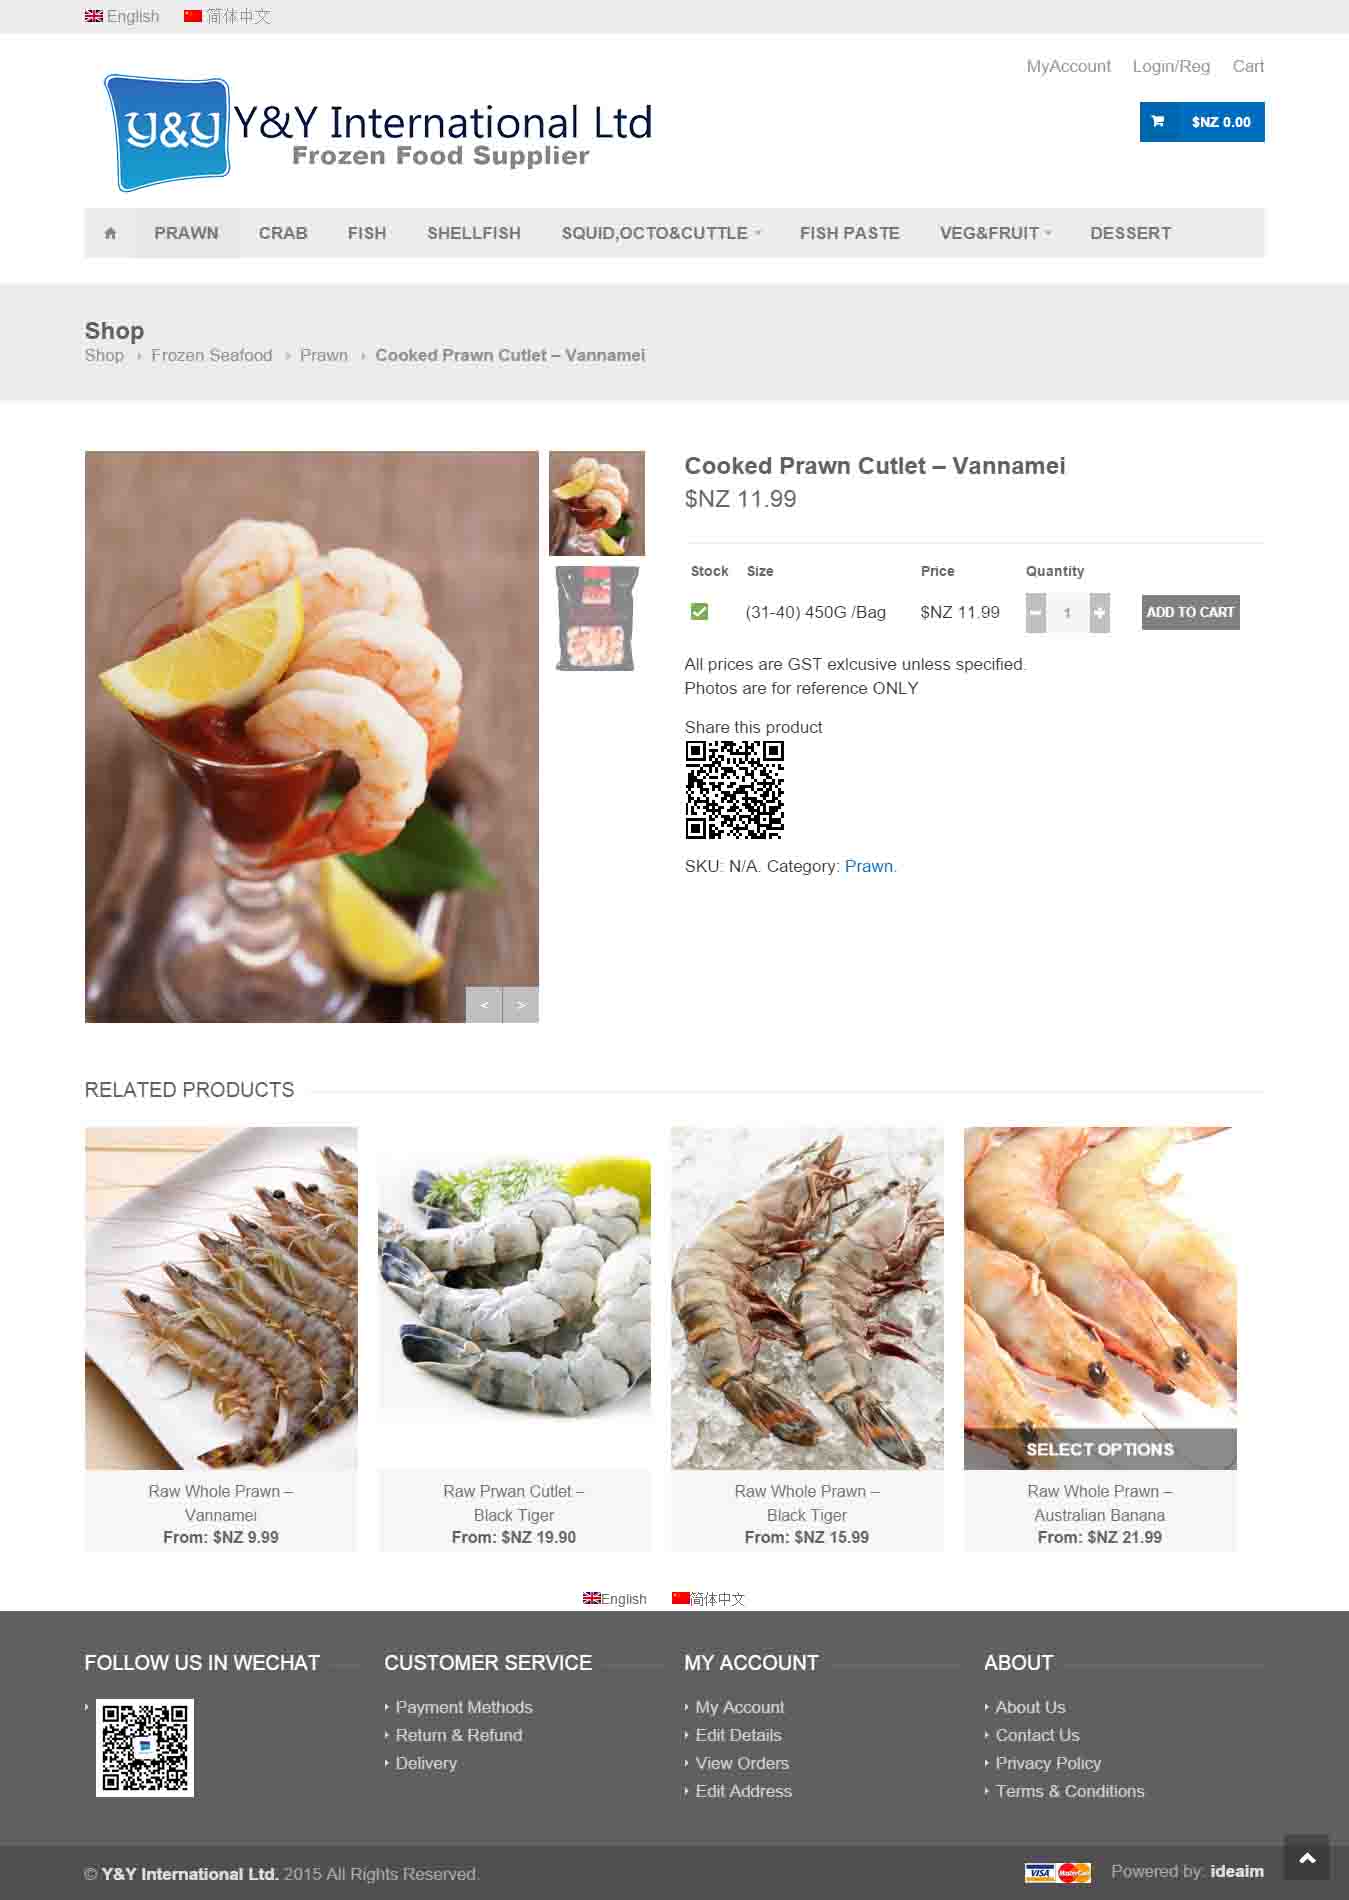 English 简体中文
MyAccount Login/Reg Cart
y&y Y&Y International Ltd
Frozen Food Supplier
$NZ 0.00
PRAWN CRAB FISH SHELLFISH SQUID,OCTO&CUTTLE FISH PASTE VEG&FRUIT DESSERT
Shop
Shop Frozen Seafood Prawn Cooked Prawn Cutlet – Vannamei
Cooked Prawn Cutlet – Vannamei
$NZ 11.99
Stock Size Price Quantity
(31-40) 450G /Bag $NZ 11.99 1 ADD TO CART
All prices are GST exlcusive unless specified.
Photos are for reference ONLY
Share this product
SKU: N/A. Category: Prawn.
< >
RELATED PRODUCTS
SELECT OPTIONS
Raw Whole Prawn –
Vannamei
From: $NZ 9.99
Raw Prwan Cutlet –
Black Tiger
From: $NZ 19.90
Raw Whole Prawn –
Black Tiger
From: $NZ 15.99
Raw Whole Prawn –
Australian Banana
From: $NZ 21.99
English 简体中文
FOLLOW US IN WECHAT
CUSTOMER SERVICE
Payment Methods
Return & Refund
Delivery
MY ACCOUNT
My Account
Edit Details
View Orders
Edit Address
ABOUT
About Us
Contact Us
Privacy Policy
Terms & Conditions
© Y&Y International Ltd. 2015 All Rights Reserved.
VISA MasterCard Powered by: ideaim